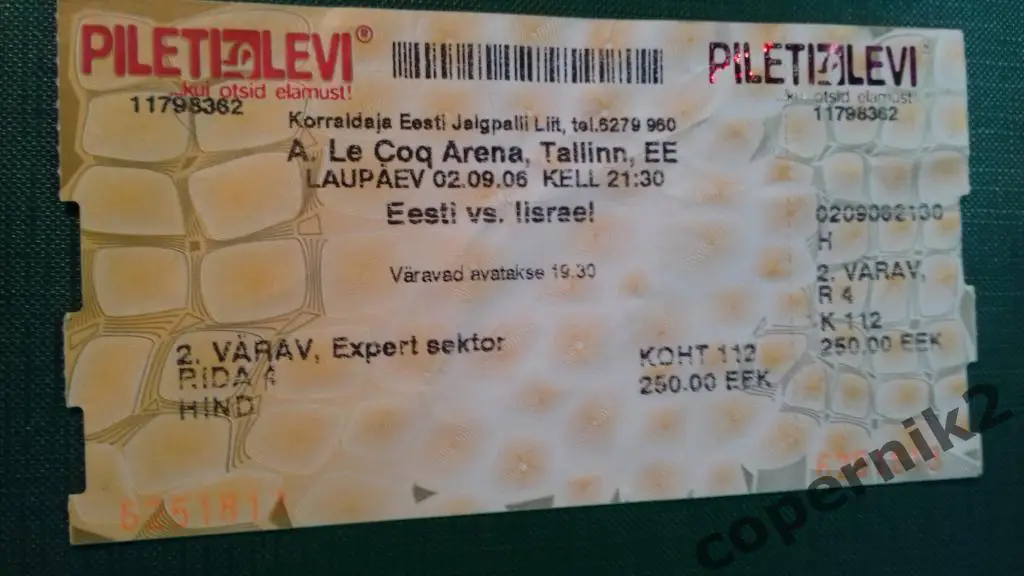 PILETILEVI®
...kui otsid elamust!
11798362
Korraldaja Eesti Jalgpalli Liit, tel.6279 960
A. Le Coq Arena, Tallinn, EE
LAUPÄEV 02.09.06 KELL 21:30
Eesti vs. Iisrael
Väravad avatakse 19.30
2. VÄRAV, Expert sektor
RIDA 4
KOHT 112
HIND
250.00 EEK
PILETILEVI
...kui otsid elamust!
11798362
0209062130
H
2. VÄRAV,
R 4
K 112
250.00 EEK
copernik2